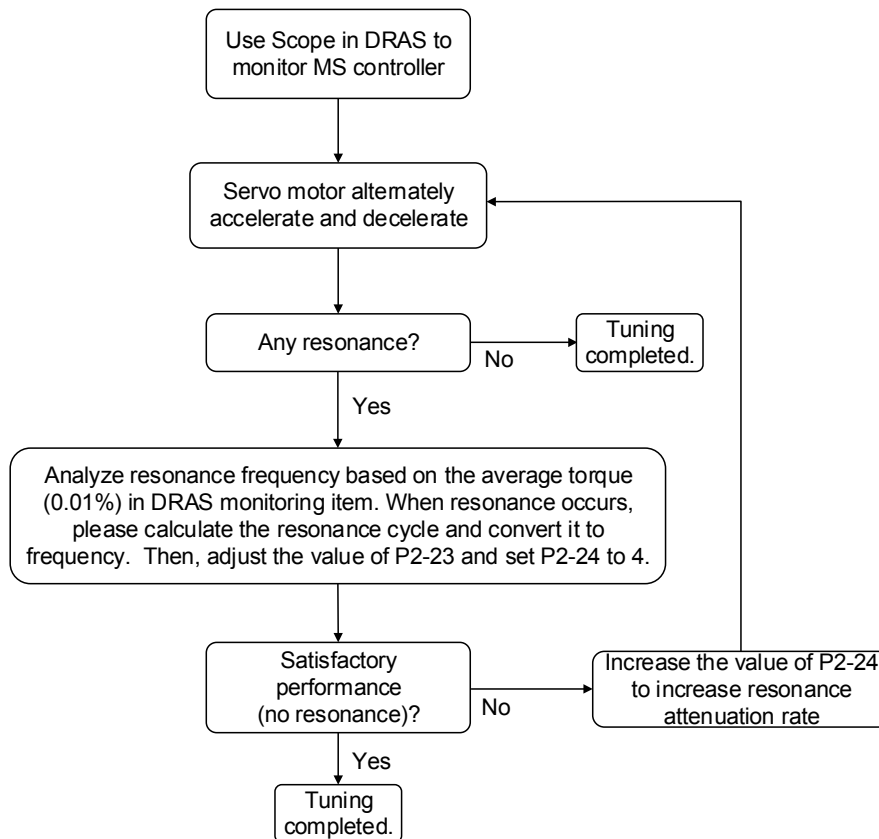 Use Scope in DRAS to
monitor MS controller
Servo motor alternately
accelerate and decelerate
Any resonance?
No
Tuning
completed.
Yes
Analyze resonance frequency based on the average torque
(0.01%) in DRAS monitoring item. When resonance occurs,
please calculate the resonance cycle and convert it to
frequency.  Then, adjust the value of P2-23 and set P2-24 to 4.
Satisfactory
performance
(no resonance)?
No
Increase the value of P2-24
to increase resonance
attenuation rate
Yes
Tuning
completed.